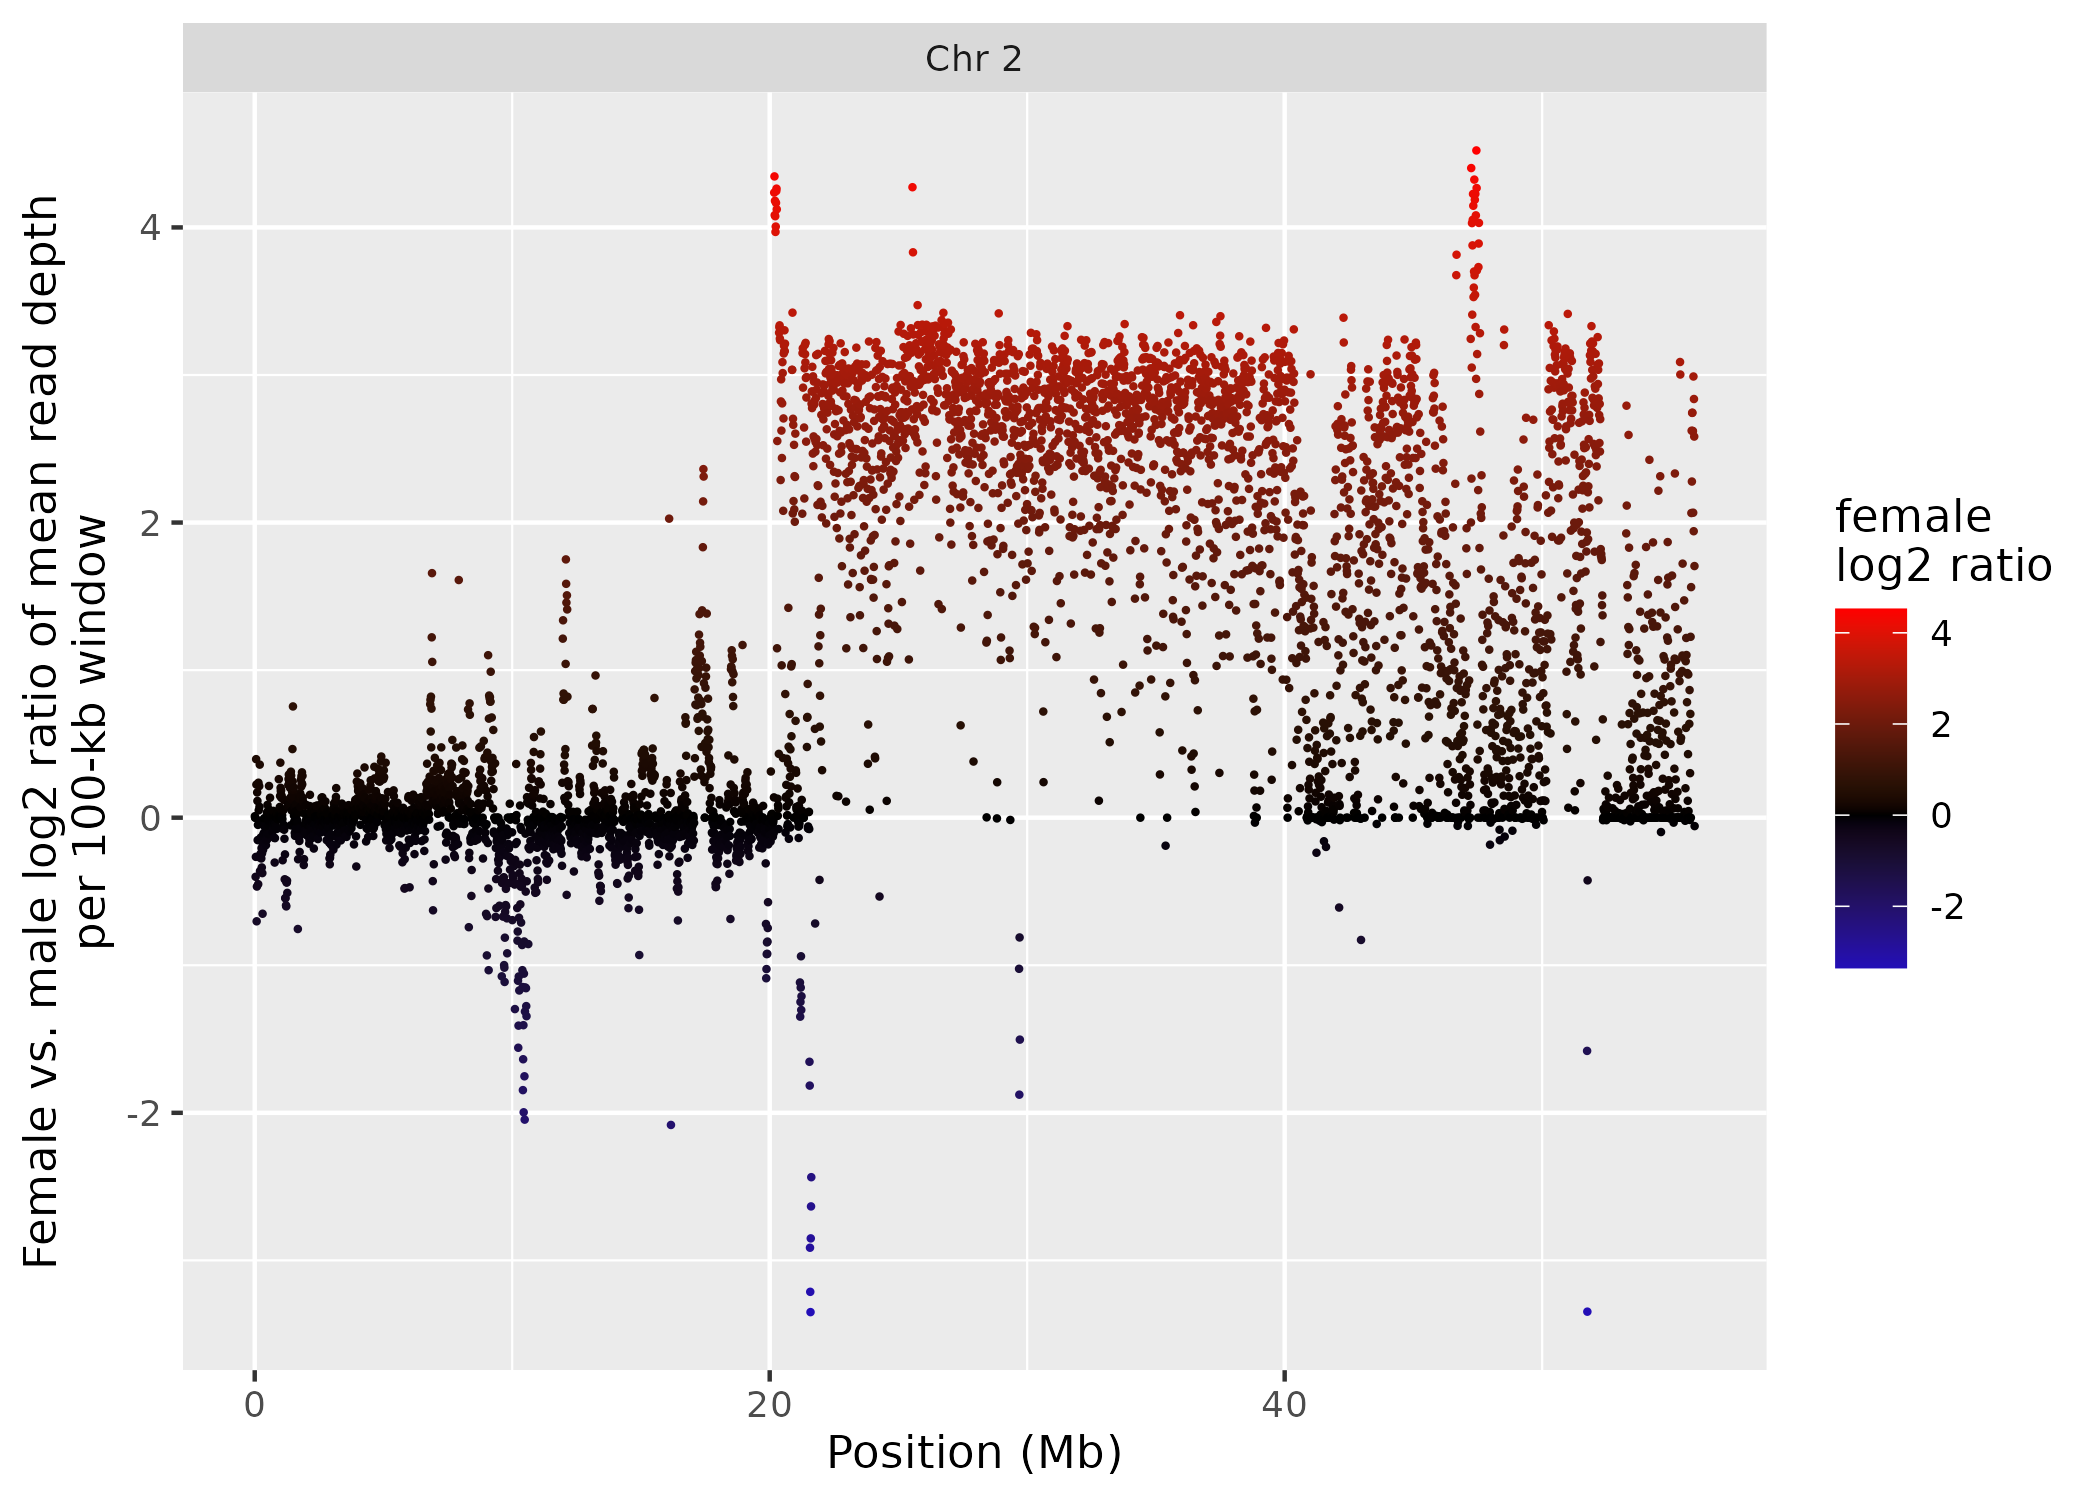 Chr 2
Female vs. male log2 ratio of mean read depth
per 100-kb window
4
2
0
-2
0
20
40
Position (Mb)
female
log2 ratio
4
2
0
-2